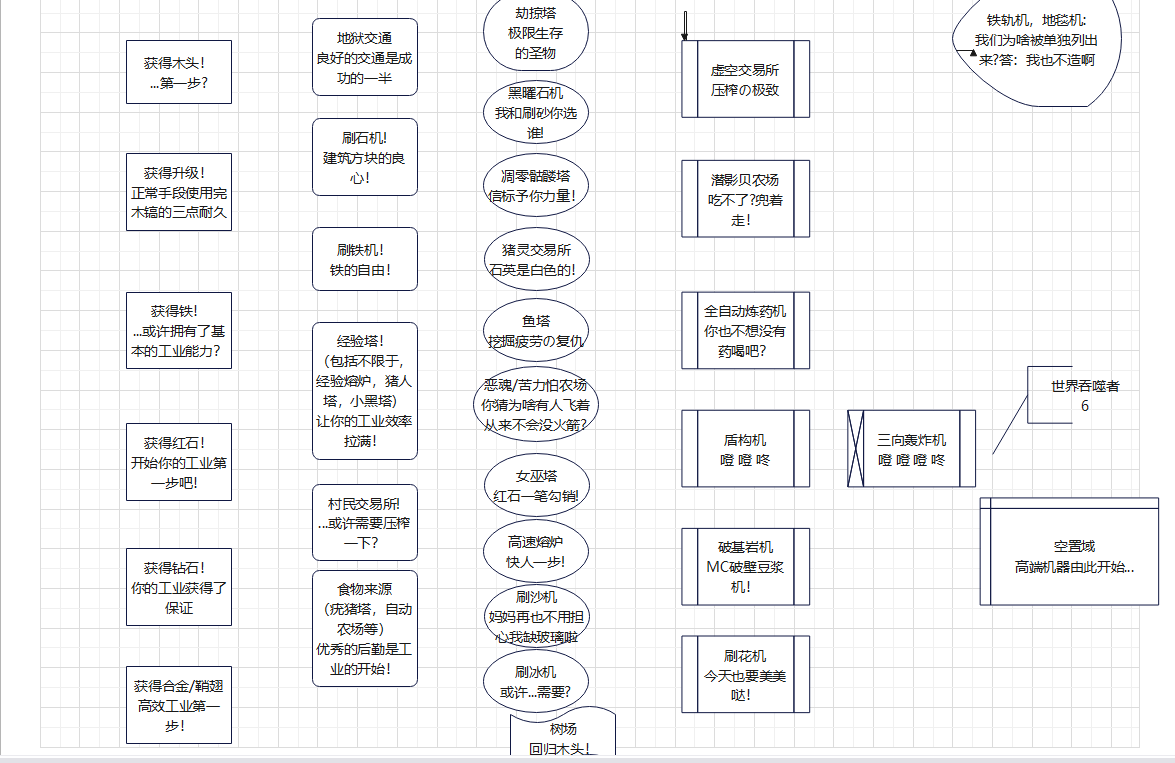 获得木头！
...第一步?
获得升级！
正常手段使用完
木镐的三点耐久
获得铁！
...或许拥有了基
本的工业能力?
获得红石！
开始你的工业第
一步吧!
获得钻石！
你的工业获得了
保证
获得合金/鞘翅
高效工业第一
步！
地狱交通
良好的交通是成
功的一半
刷石机!
建筑方块的良
心！
刷铁机！
铁的自由！
经验塔！
（包括不限于，
经验熔炉，猪人
塔，小黑塔）
让你的工业效率
拉满！
村民交易所!
...或许需要压榨
一下?
食物来源
（疣猪塔，自动
农场等）
优秀的后勤是工
业的开始！
劫掠塔
极限生存
的圣物
黑曜石机
我和刷砂你选
谁!
凋零骷髅塔
信标予你力量！
猪灵交易所
石英是白色的！
鱼塔
挖掘疲劳の复仇
恶魂/苦力怕农场
你猜为啥有人飞着
从来不会没火箭?
女巫塔
红石一笔勾销!
高速熔炉
快人一步！
刷沙机
妈妈再也不用担
心我缺玻璃啦
刷冰机
或许...需要?
树场
回归木头！
虚空交易所
压榨の极致
潜影贝农场
吃不了?兜着
走！
全自动炼药机
你也不想没有
药喝吧?
盾构机
噔 噔 咚
破基岩机
MC破壁豆浆
机！
刷花机
今天也要美美
哒！
三向轰炸机
噔 噔 噔 咚
铁轨机，地毯机:
我们为啥被单独列出
来?答：我也不造啊
世界吞噬者
6
空置域
高端机器由此开始...